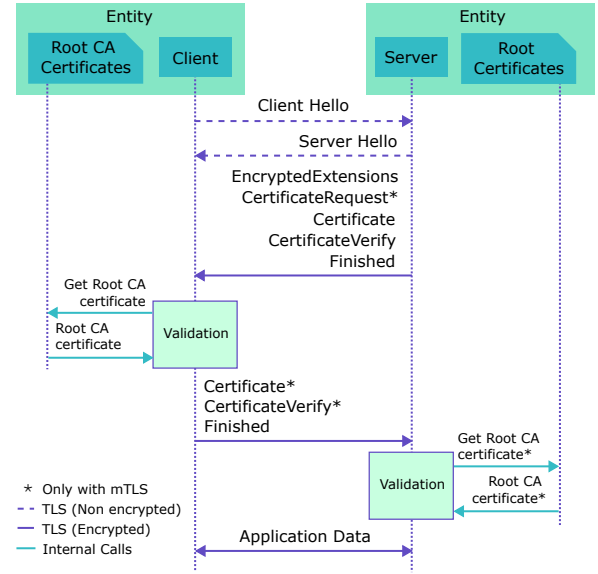 Entity
Entity
Root CA
Certificates
Client
Server
Root
Certificates
Client Hello
Server Hello
EncryptedExtensions
CertificateRequest*
Certificate
CertificateVerify
Finished
Get Root CA
certificate
Validation
Root CA
certificate
Certificate*
CertificateVerify*
Finished
Get Root CA
certificate*
Validation
Root CA
certificate*
* Only with mTLS
TLS (Non encrypted)
TLS (Encrypted)
Internal Calls
Application Data